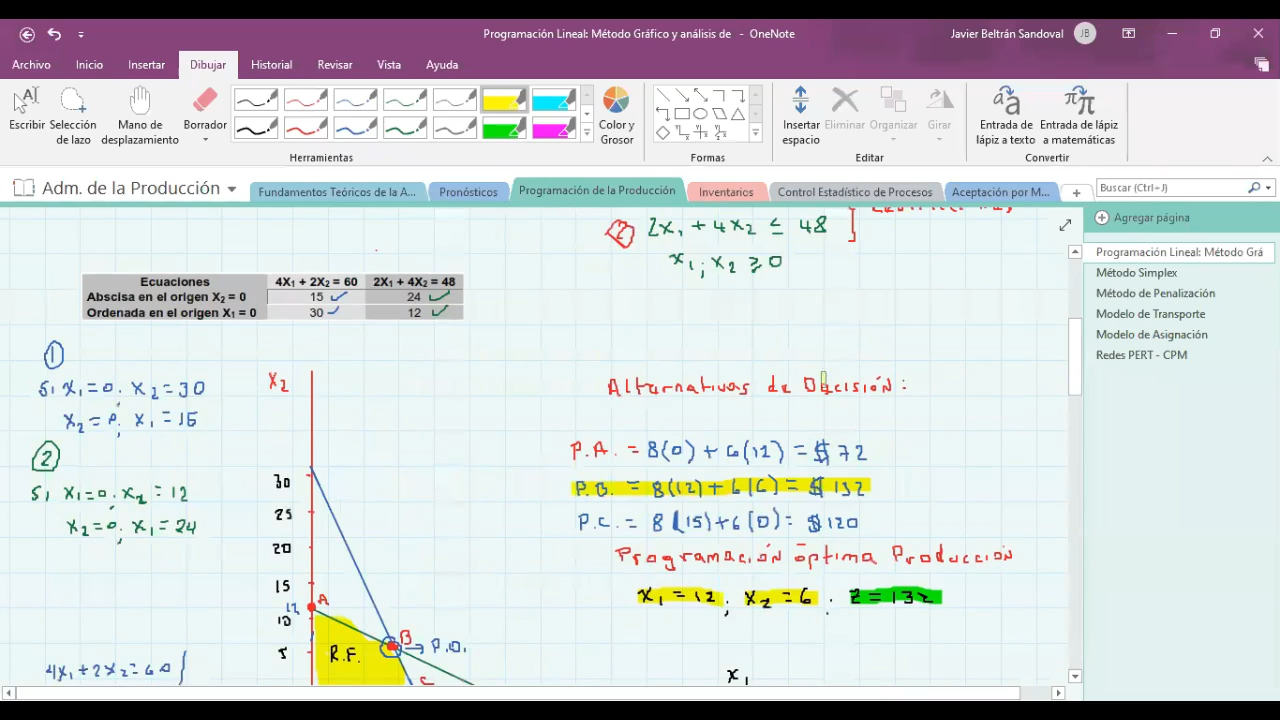 Programación Lineal: Método Gráfico y análisis de - OneNote
Javier Beltrán Sandoval JB
Archivo Inicio Insertar Dibujar Historial Revisar Vista Ayuda
Escribir
Selección de lazo
Mano de desplazamiento
Borrador
Color y Grosor
Insertar espacio
Eliminar
Organizar
Girar
Entrada de lápiz a texto
Entrada de lápiz a matemáticas
Herramientas Formas Editar Convertir
Adm. de la Producción
Fundamentos Teóricos de la A...
Pronósticos
Programación de la Producción
Inventarios
Control Estadístico de Procesos
Aceptación por M...
Buscar (Ctrl+J)
Agregar página
Programación Lineal: Método Grá
Método Simplex
Método de Penalización
Modelo de Transporte
Modelo de Asignación
Redes PERT - CPM
2 2x1 + 4x2 ≤ 48
x1 ; x2 ≥ 0
Ecuaciones 4X1 + 2X2 = 60 2X1 + 4X2 = 48
Abscisa en el origen X2 = 0 15 24
Ordenada en el origen X1 = 0 30 12
1
Si x1=0; x2=30
x2=0; x1=15
2
Si x1=0; x2=12
x2=0; x1=24
4x1+2x2=60
X2
30
25
20
15
12
10
5
A
B → P.O.
C
R.F.
Alternativas de Decisión:
P.A. = 8(0) + 6(12) = $ 72
P.B. = 8(12) + 6(6) = $ 132
P.C. = 8(15) + 6(0) = $ 120
Programación óptima Producción
x1 = 12 ; x2 = 6 ; Z = 132
x1